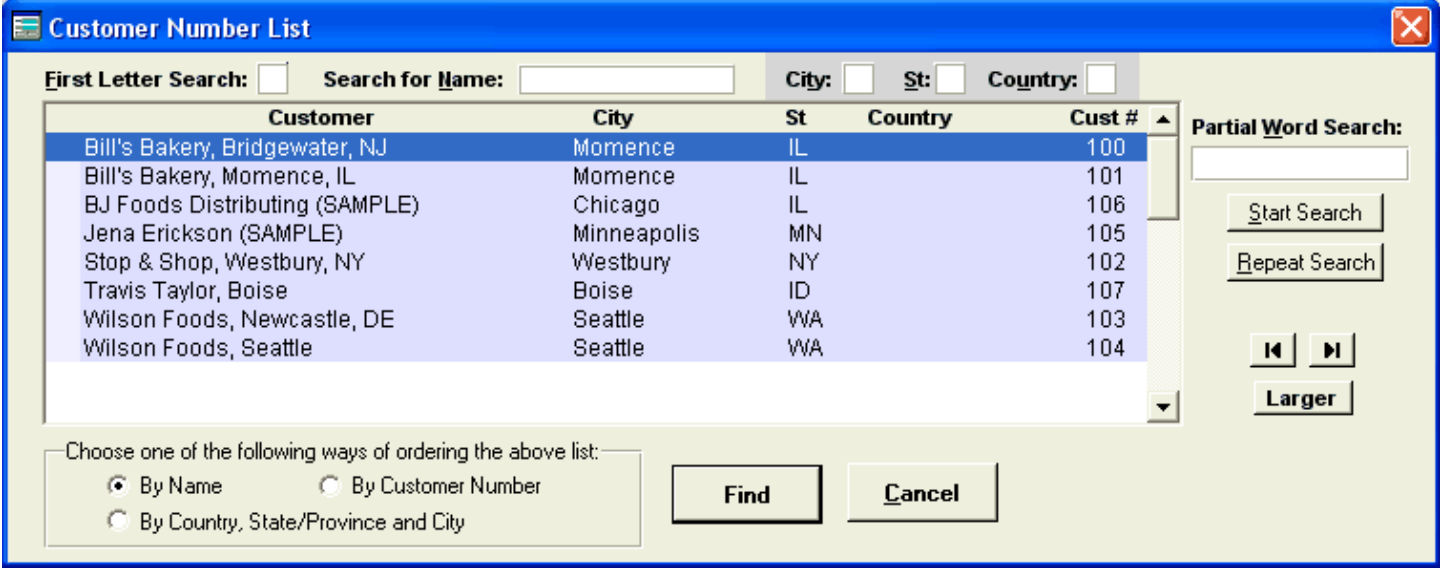 Customer Number List
First Letter Search: Search for Name: City: St: Country:
Customer City St Country Cust #
Bill's Bakery, Bridgewater, NJ Momence IL 100
Bill's Bakery, Momence, IL Momence IL 101
BJ Foods Distributing (SAMPLE) Chicago IL 106
Jena Erickson (SAMPLE) Minneapolis MN 105
Stop & Shop, Westbury, NY Westbury NY 102
Travis Taylor, Boise Boise ID 107
Wilson Foods, Newcastle, DE Seattle WA 103
Wilson Foods, Seattle Seattle WA 104
Partial Word Search:
Start Search
Repeat Search
Larger
Choose one of the following ways of ordering the above list:
By Name By Customer Number
By Country, State/Province and City
Find Cancel